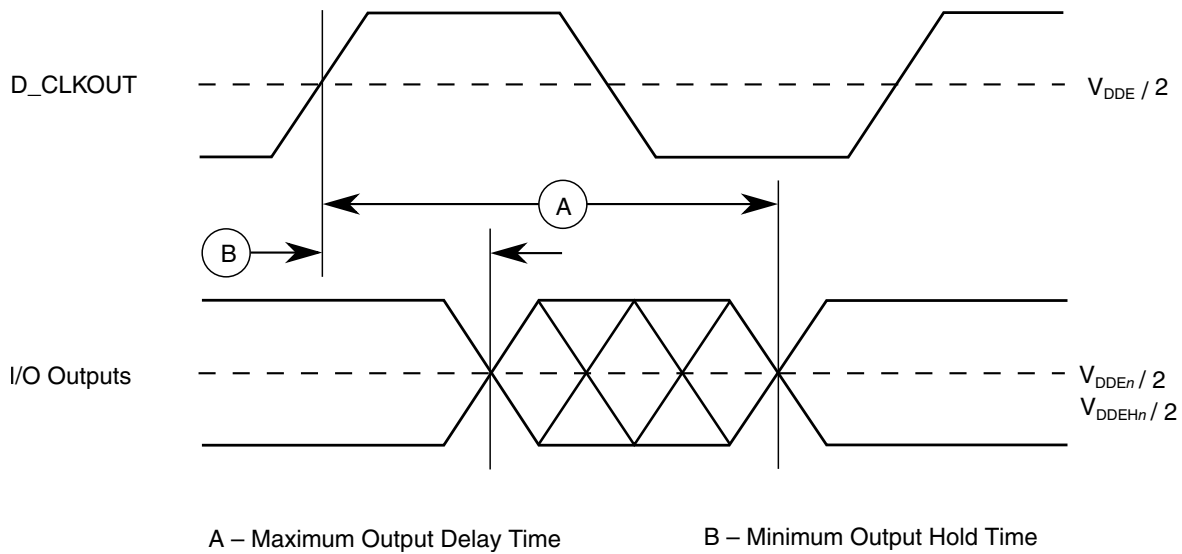 D_CLKOUT
V_DDE / 2
A
B
I/O Outputs
V_DDEn / 2
V_DDEHn / 2
A – Maximum Output Delay Time
B – Minimum Output Hold Time